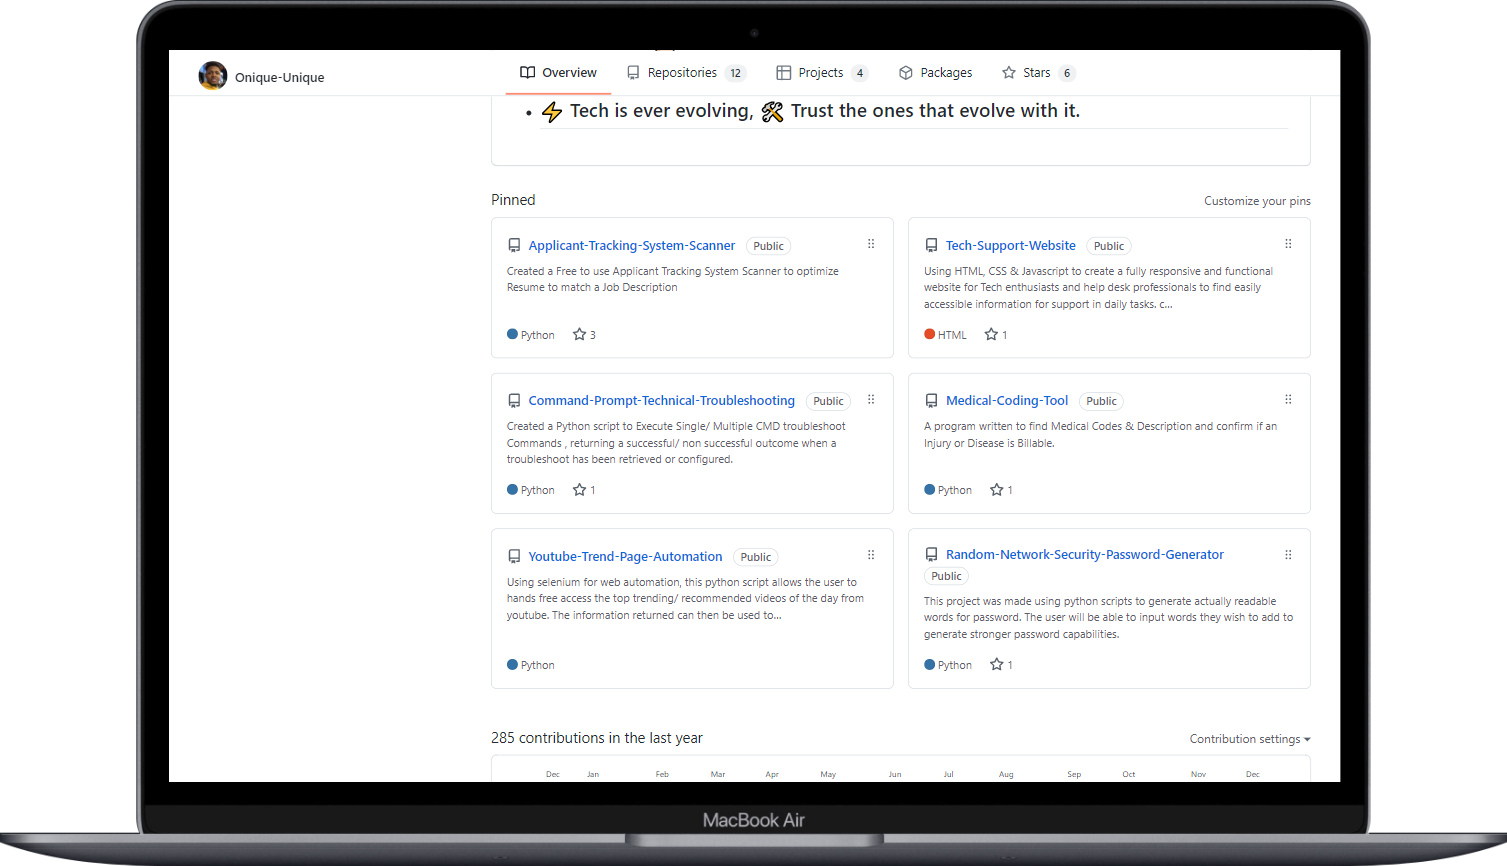 Onique-Unique
Overview
Repositories 12
Projects 4
Packages
Stars 6
Tech is ever evolving, Trust the ones that evolve with it.
Pinned
Customize your pins
Applicant-Tracking-System-Scanner Public
Created a Free to use Applicant Tracking System Scanner to optimize
Resume to match a Job Description
Python 3
Tech-Support-Website Public
Using HTML, CSS & Javascript to create a fully responsive and functional
website for Tech enthusiasts and help desk professionals to find easily
accessible information for support in daily tasks. c...
HTML 1
Command-Prompt-Technical-Troubleshooting Public
Created a Python script to Execute Single/ Multiple CMD troubleshoot
Commands , returning a successful/ non successful outcome when a
troubleshoot has been retrieved or configured.
Python 1
Medical-Coding-Tool Public
A program written to find Medical Codes & Description and confirm if an
Injury or Disease is Billable.
Python 1
Youtube-Trend-Page-Automation Public
Using selenium for web automation, this python script allows the user to
hands free access the top trending/ recommended videos of the day from
youtube. The information returned can then be used to...
Python
Random-Network-Security-Password-Generator
Public
This project was made using python scripts to generate actually readable
words for password. The user will be able to input words they wish to add to
generate stronger password capabilities.
Python 1
285 contributions in the last year
Contribution settings
Dec Jan Feb Mar Apr May Jun Jul Aug Sep Oct Nov Dec
MacBook Air